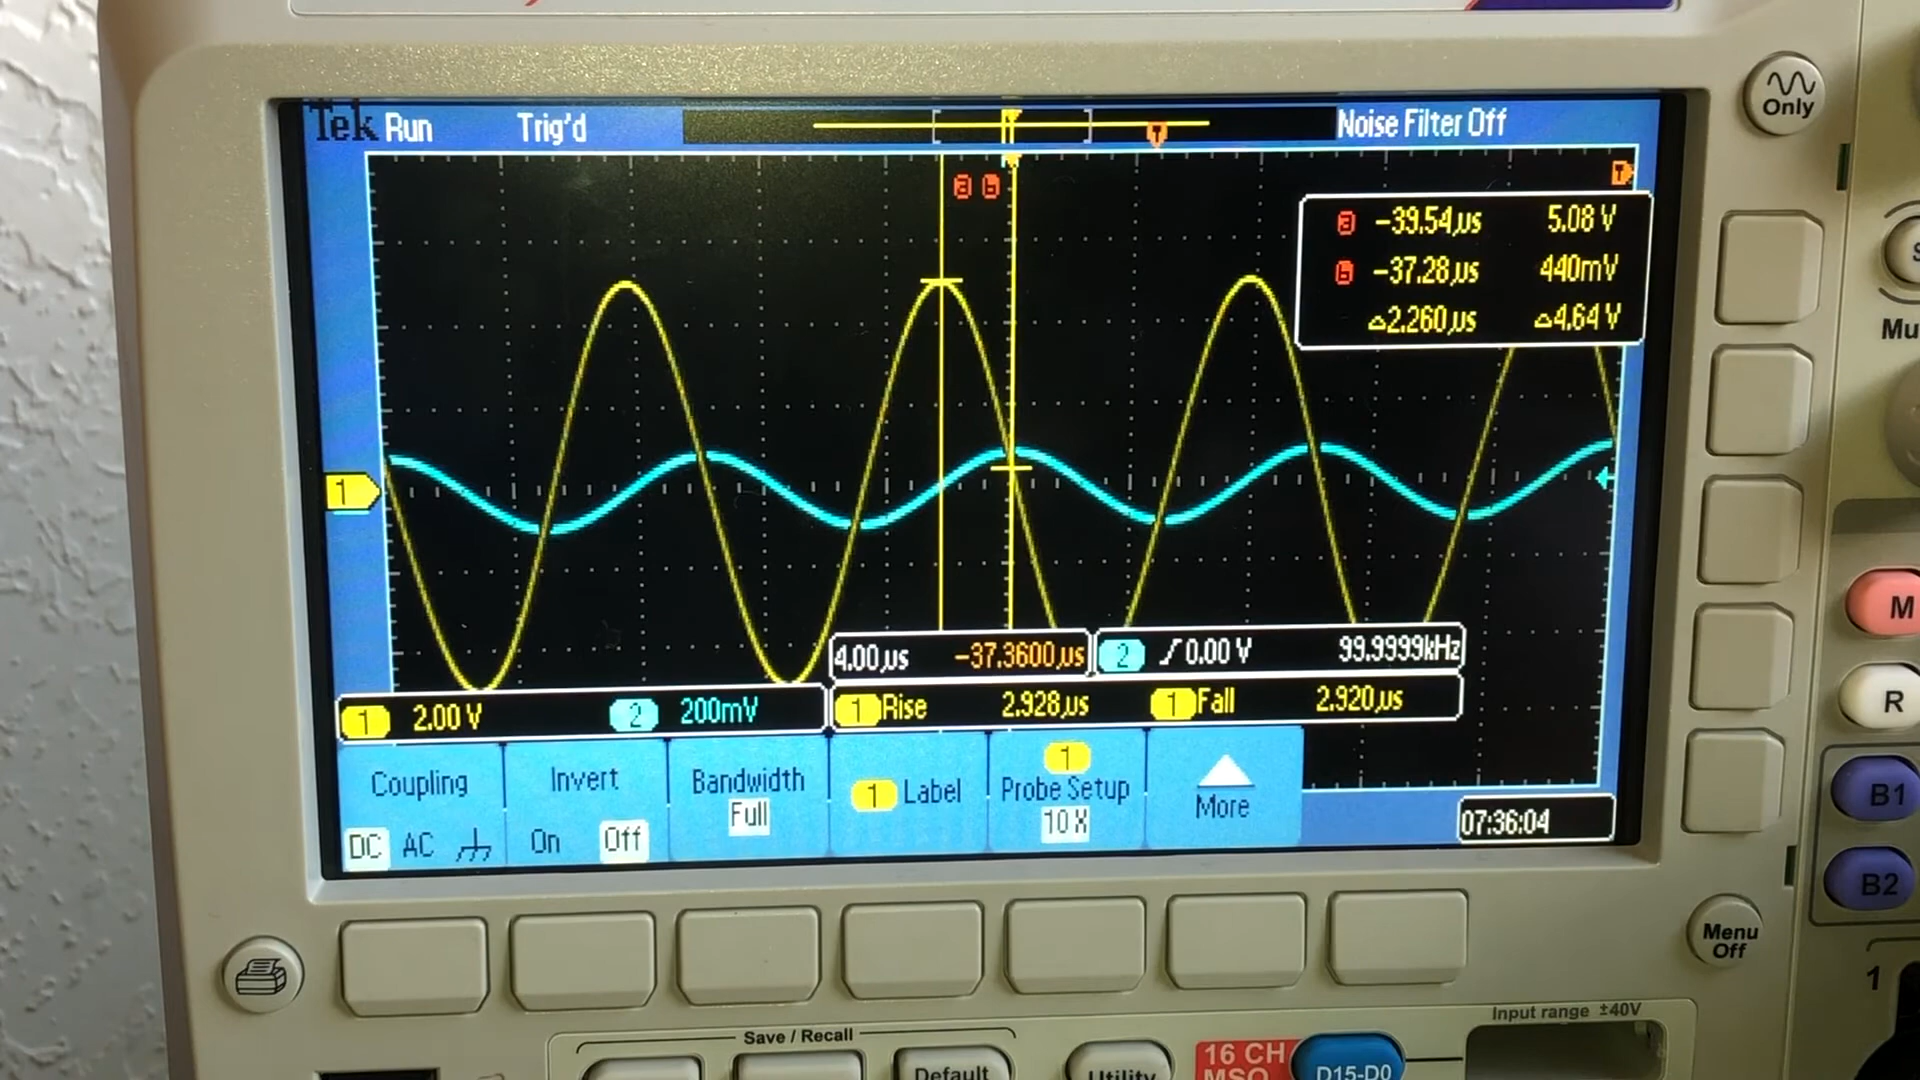 Only
Tek Run Trig'd Noise Filter Off
T
a b
T
a -39.54µs 5.08 V
b -37.28µs 440mV
△2.260µs △4.64 V
1
4.00µs -37.3600µs
2 0.00 V 99.9999kHz
1 2.00 V 2 200mV
1 Rise 2.928µs 1 Fall 2.920µs
Coupling
DC AC
Invert
On Off
Bandwidth
Full
1 Label
1
Probe Setup
10 X
More
07:36:04
Mu
M
R
B1
B2
Menu
Off
1
Input range ±40V
Save / Recall
Default
Utility
16 CH
MSO
D15-D0